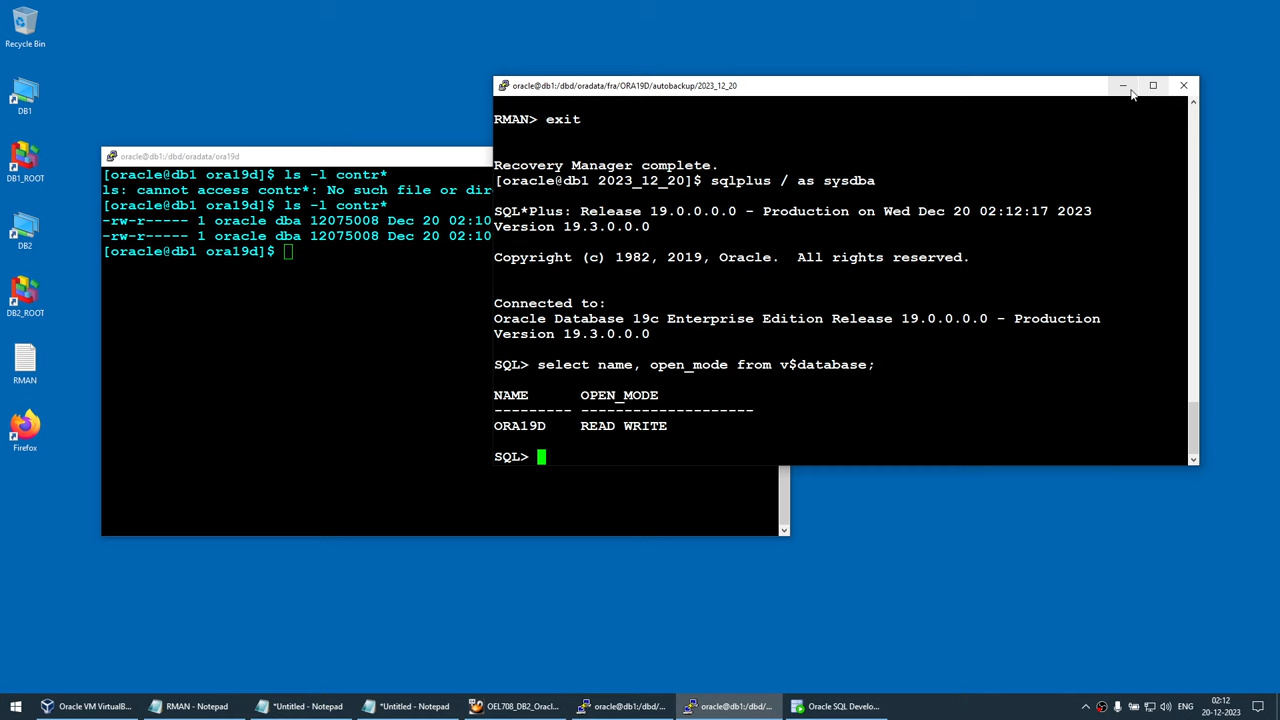 Recycle Bin
DB1
DB1_ROOT
DB2
DB2_ROOT
RMAN
Firefox
oracle@db1:/dbd/oradata/ora19d
[oracle@db1 ora19d]$ ls -l contr*
ls: cannot access contr*: No such file or dir
[oracle@db1 ora19d]$ ls -l contr*
-rw-r----- 1 oracle dba 12075008 Dec 20 02:10
-rw-r----- 1 oracle dba 12075008 Dec 20 02:10
[oracle@db1 ora19d]$
oracle@db1:/dbd/oradata/fra/ORA19D/autobackup/2023_12_20
RMAN> exit
Recovery Manager complete.
[oracle@db1 2023_12_20]$ sqlplus / as sysdba
SQL*Plus: Release 19.0.0.0.0 - Production on Wed Dec 20 02:12:17 2023
Version 19.3.0.0.0
Copyright (c) 1982, 2019, Oracle.  All rights reserved.
Connected to:
Oracle Database 19c Enterprise Edition Release 19.0.0.0.0 - Production
Version 19.3.0.0.0
SQL> select name, open_mode from v$database;
NAME      OPEN_MODE
--------- --------------------
ORA19D    READ WRITE
SQL>
Oracle VM VirtualB...
RMAN - Notepad
*Untitled - Notepad
*Untitled - Notepad
OEL708_DB2_Orac...
oracle@db1:/dbd/...
oracle@db1:/dbd/...
Oracle SQL Develo...
ENG
02:12
20-12-2023